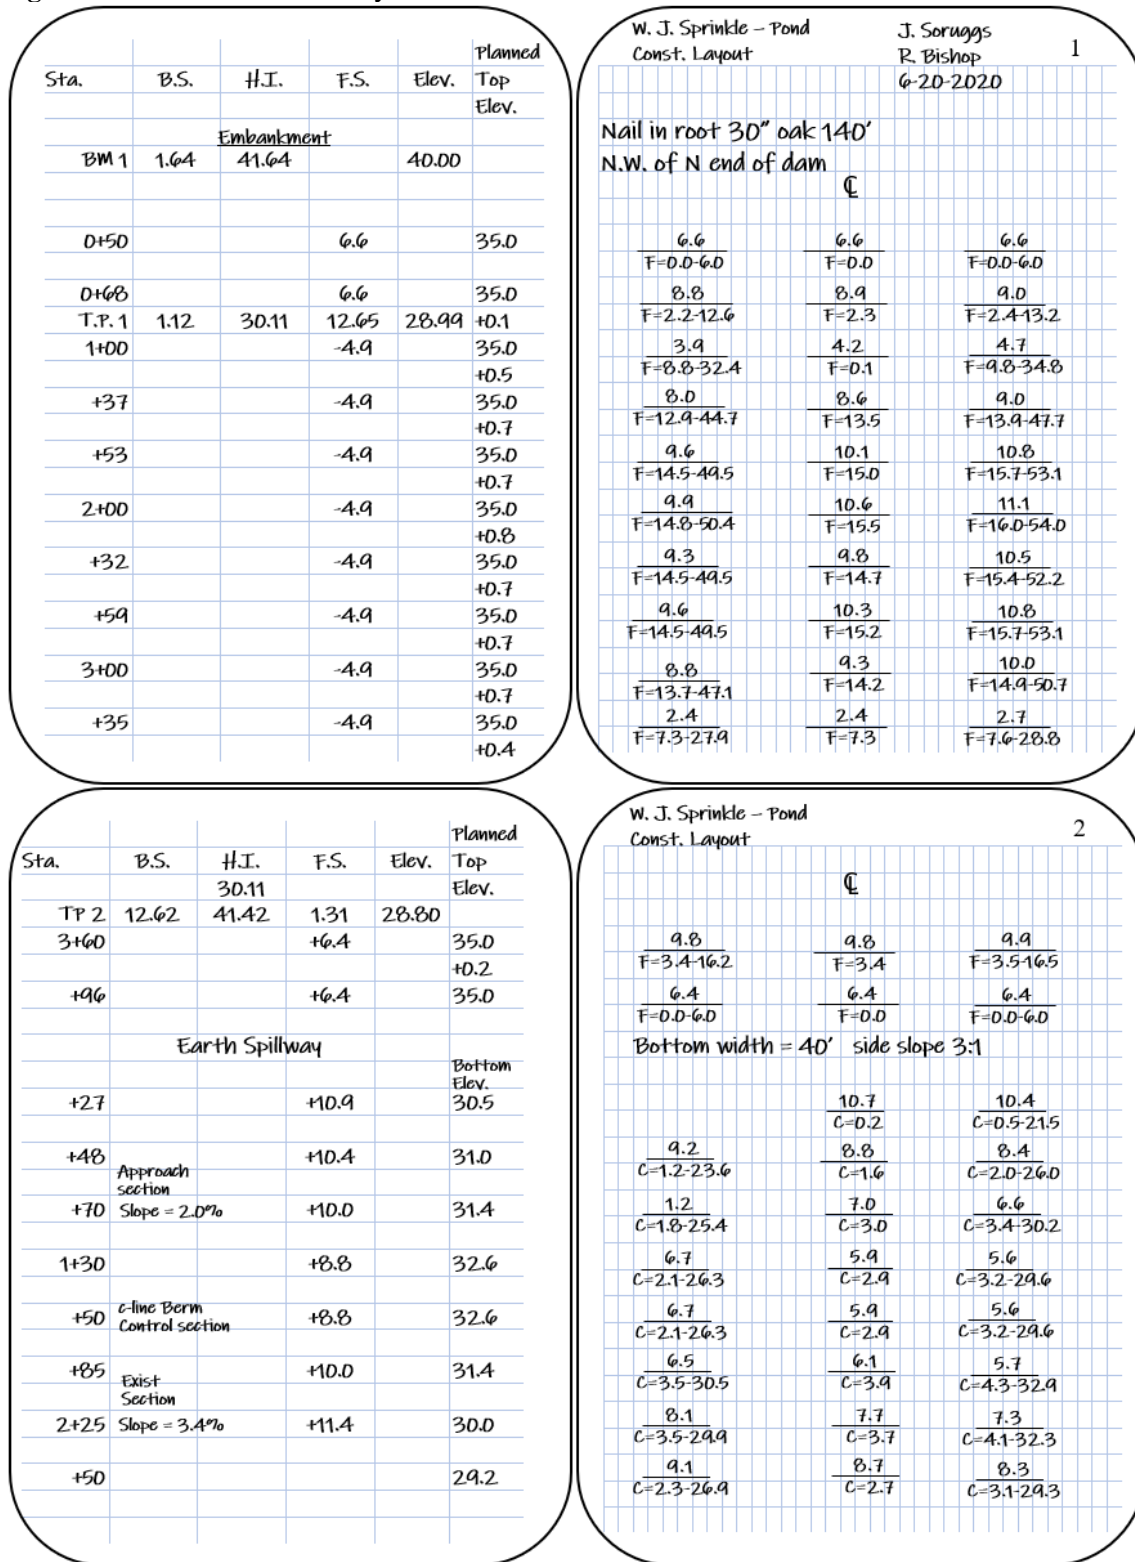 Planned
Sta. B.S. H.I. F.S. Elev. Top
Elev.
Embankment
BM 1 1.64 41.64 40.00
0+50 6.6 35.0
0+68 6.6 35.0
T.P. 1 1.12 30.11 12.65 28.99 +0.1
1+00 -4.9 35.0
+0.5
+37 -4.9 35.0
+0.7
+53 -4.9 35.0
+0.7
2+00 -4.9 35.0
+0.8
+32 -4.9 35.0
+0.7
+59 -4.9 35.0
+0.7
3+00 -4.9 35.0
+0.7
+35 -4.9 35.0
+0.4
W. J. Sprinkle – Pond J. Soruggs
Const. Layout R. Bishop 1
6-20-2020
Nail in root 30" oak 140'
N.W. of N end of dam
℄
6.6 6.6 6.6
F=0.0-6.0 F=0.0 F=0.0-6.0
8.8 8.9 9.0
F=2.2-12.6 F=2.3 F=2.4-13.2
3.9 4.2 4.7
F=8.8-32.4 F=0.1 F=9.8-34.8
8.0 8.6 9.0
F=12.9-44.7 F=13.5 F=13.9-47.7
9.6 10.1 10.8
F=14.5-49.5 F=15.0 F=15.7-53.1
9.9 10.6 11.1
F=14.8-50.4 F=15.5 F=16.0-54.0
9.3 9.8 10.5
F=14.5-49.5 F=14.7 F=15.4-52.2
9.6 10.3 10.8
F=14.5-49.5 F=15.2 F=15.7-53.1
8.8 9.3 10.0
F=13.7-47.1 F=14.2 F=14.9-50.7
2.4 2.4 2.7
F=7.3-27.9 F=7.3 F=7.6-28.8
Planned
Sta. B.S. H.I. F.S. Elev. Top
30.11 Elev.
TP 2 12.62 41.42 1.31 28.80
3+60 +6.4 35.0
+0.2
+96 +6.4 35.0
Earth Spillway
Bottom
Elev.
+27 +10.9 30.5
+48 +10.4 31.0
Approach
section
+70 Slope = 2.0% +10.0 31.4
1+30 +8.8 32.6
c-line Berm
+50 Control section +8.8 32.6
+85 +10.0 31.4
Exist
Section
2+25 Slope = 3.4% +11.4 30.0
+50 29.2
W. J. Sprinkle – Pond
Const. Layout 2
℄
9.8 9.8 9.9
F=3.4-16.2 F=3.4 F=3.5-16.5
6.4 6.4 6.4
F=0.0-6.0 F=0.0 F=0.0-6.0
Bottom width = 40' side slope 3:1
10.7 10.4
C=0.2 C=0.5-21.5
9.2 8.8 8.4
C=1.2-23.6 C=1.6 C=2.0-26.0
1.2 7.0 6.6
C=1.8-25.4 C=3.0 C=3.4-30.2
6.7 5.9 5.6
C=2.1-26.3 C=2.9 C=3.2-29.6
6.7 5.9 5.6
C=2.1-26.3 C=2.9 C=3.2-29.6
6.5 6.1 5.7
C=3.5-30.5 C=3.9 C=4.3-32.9
8.1 7.7 7.3
C=3.5-29.9 C=3.7 C=4.1-32.3
9.1 8.7 8.3
C=2.3-26.9 C=2.7 C=3.1-29.3